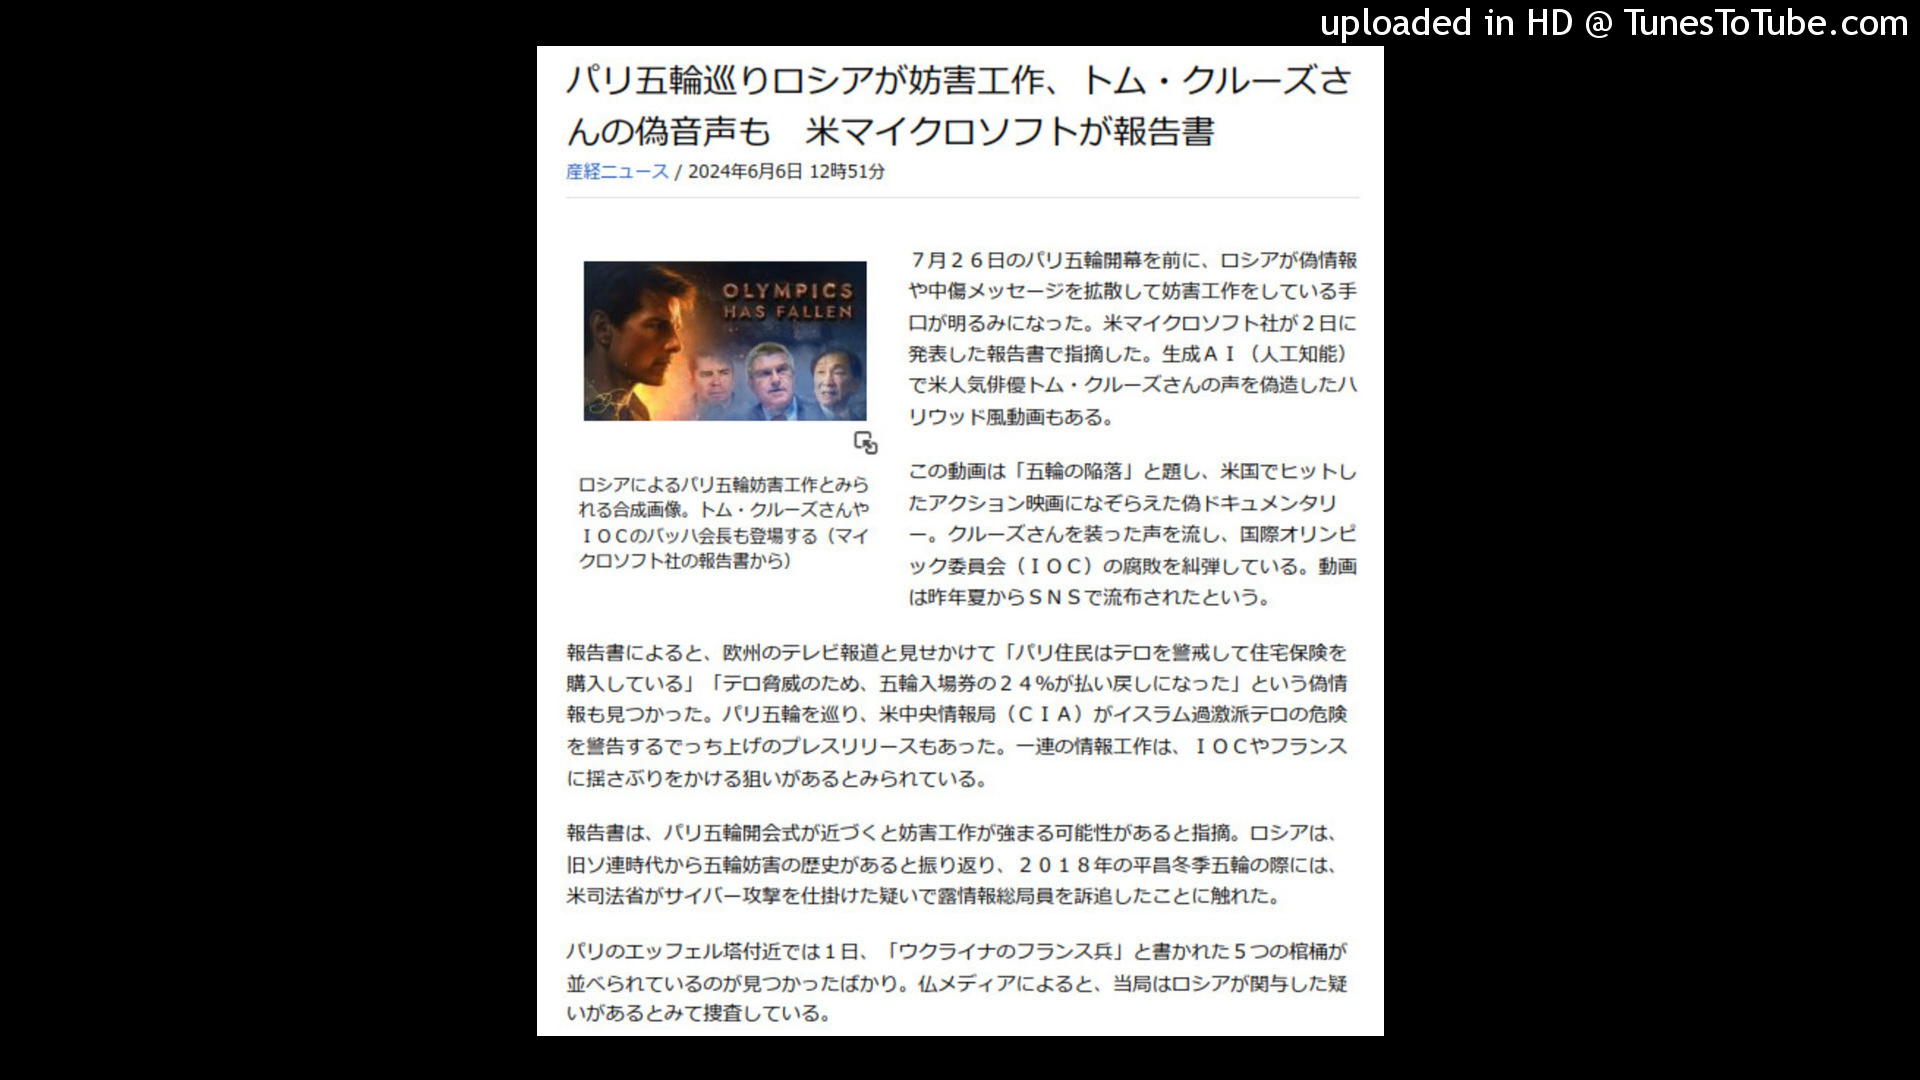 uploaded in HD @ TunesToTube.com
パリ五輪巡りロシアが妨害工作、トム・クルーズさ
んの偽音声も　米マイクロソフトが報告書
産経ニュース / 2024年6月6日 12時51分
OLYMPICS
HAS FALLEN
ロシアによるパリ五輪妨害工作とみら
れる合成画像。トム・クルーズさんや
ＩＯＣのバッハ会長も登場する（マイ
クロソフト社の報告書から）
７月２６日のパリ五輪開幕を前に、ロシアが偽情報
や中傷メッセージを拡散して妨害工作をしている手
口が明るみになった。米マイクロソフト社が２日に
発表した報告書で指摘した。生成ＡＩ（人工知能）
で米人気俳優トム・クルーズさんの声を偽造したハ
リウッド風動画もある。
この動画は「五輪の陥落」と題し、米国でヒットし
たアクション映画になぞらえた偽ドキュメンタリ
ー。クルーズさんを装った声を流し、国際オリンピ
ック委員会（ＩＯＣ）の腐敗を糾弾している。動画
は昨年夏からＳＮＳで流布されたという。
報告書によると、欧州のテレビ報道と見せかけて「パリ住民はテロを警戒して住宅保険を
購入している」「テロ脅威のため、五輪入場券の２４％が払い戻しになった」という偽情
報も見つかった。パリ五輪を巡り、米中央情報局（ＣＩＡ）がイスラム過激派テロの危険
を警告するでっち上げのプレスリリースもあった。一連の情報工作は、ＩＯＣやフランス
に揺さぶりをかける狙いがあるとみられている。
報告書は、パリ五輪開会式が近づくと妨害工作が強まる可能性があると指摘。ロシアは、
旧ソ連時代から五輪妨害の歴史があると振り返り、２０１８年の平昌冬季五輪の際には、
米司法省がサイバー攻撃を仕掛けた疑いで露情報総局員を訴追したことに触れた。
パリのエッフェル塔付近では１日、「ウクライナのフランス兵」と書かれた５つの棺桶が
並べられているのが見つかったばかり。仏メディアによると、当局はロシアが関与した疑
いがあるとみて捜査している。